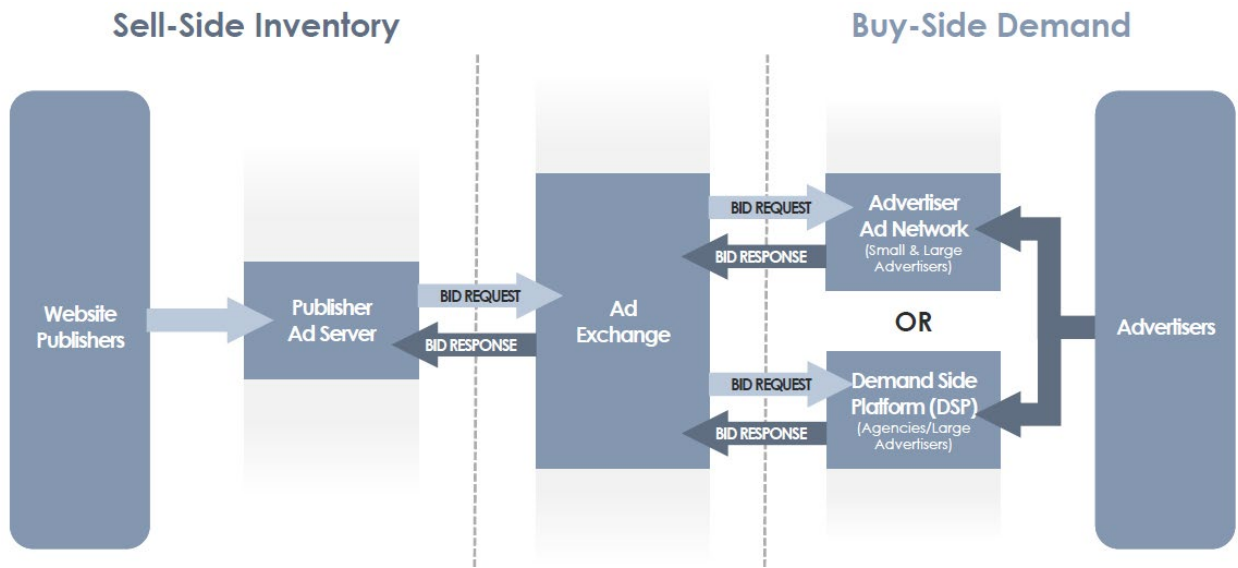 Sell-Side Inventory
Buy-Side Demand
Website
Publishers
Publisher
Ad Server
BID REQUEST
BID RESPONSE
Ad
Exchange
BID REQUEST
BID RESPONSE
BID REQUEST
BID RESPONSE
Advertiser
Ad Network
(Small & Large
Advertisers)
OR
Demand Side
Platform (DSP)
(Agencies/Large
Advertisers)
Advertisers